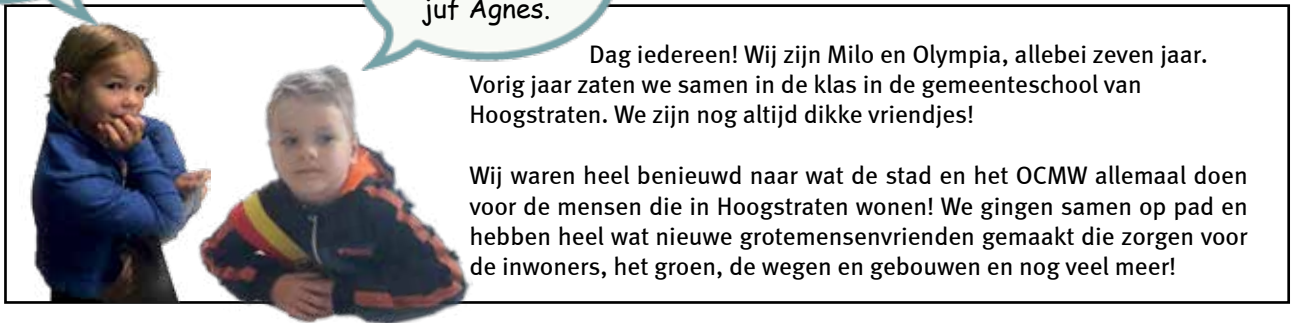 juf Agnes.
Dag iedereen! Wij zijn Milo en Olympia, allebei zeven jaar.
Vorig jaar zaten we samen in de klas in de gemeenteschool van
Hoogstraten. We zijn nog altijd dikke vriendjes!
Wij waren heel benieuwd naar wat de stad en het OCMW allemaal doen
voor de mensen die in Hoogstraten wonen! We gingen samen op pad en
hebben heel wat nieuwe grotemensenvrienden gemaakt die zorgen voor
de inwoners, het groen, de wegen en gebouwen en nog veel meer!